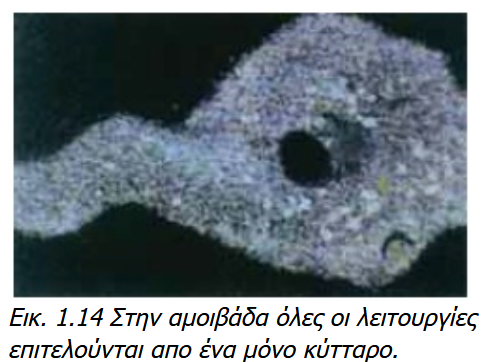 Εικ. 1.14 Στην αμοιβάδα όλες οι λειτουργίες
επιτελούνται απο ένα μόνο κύτταρο.